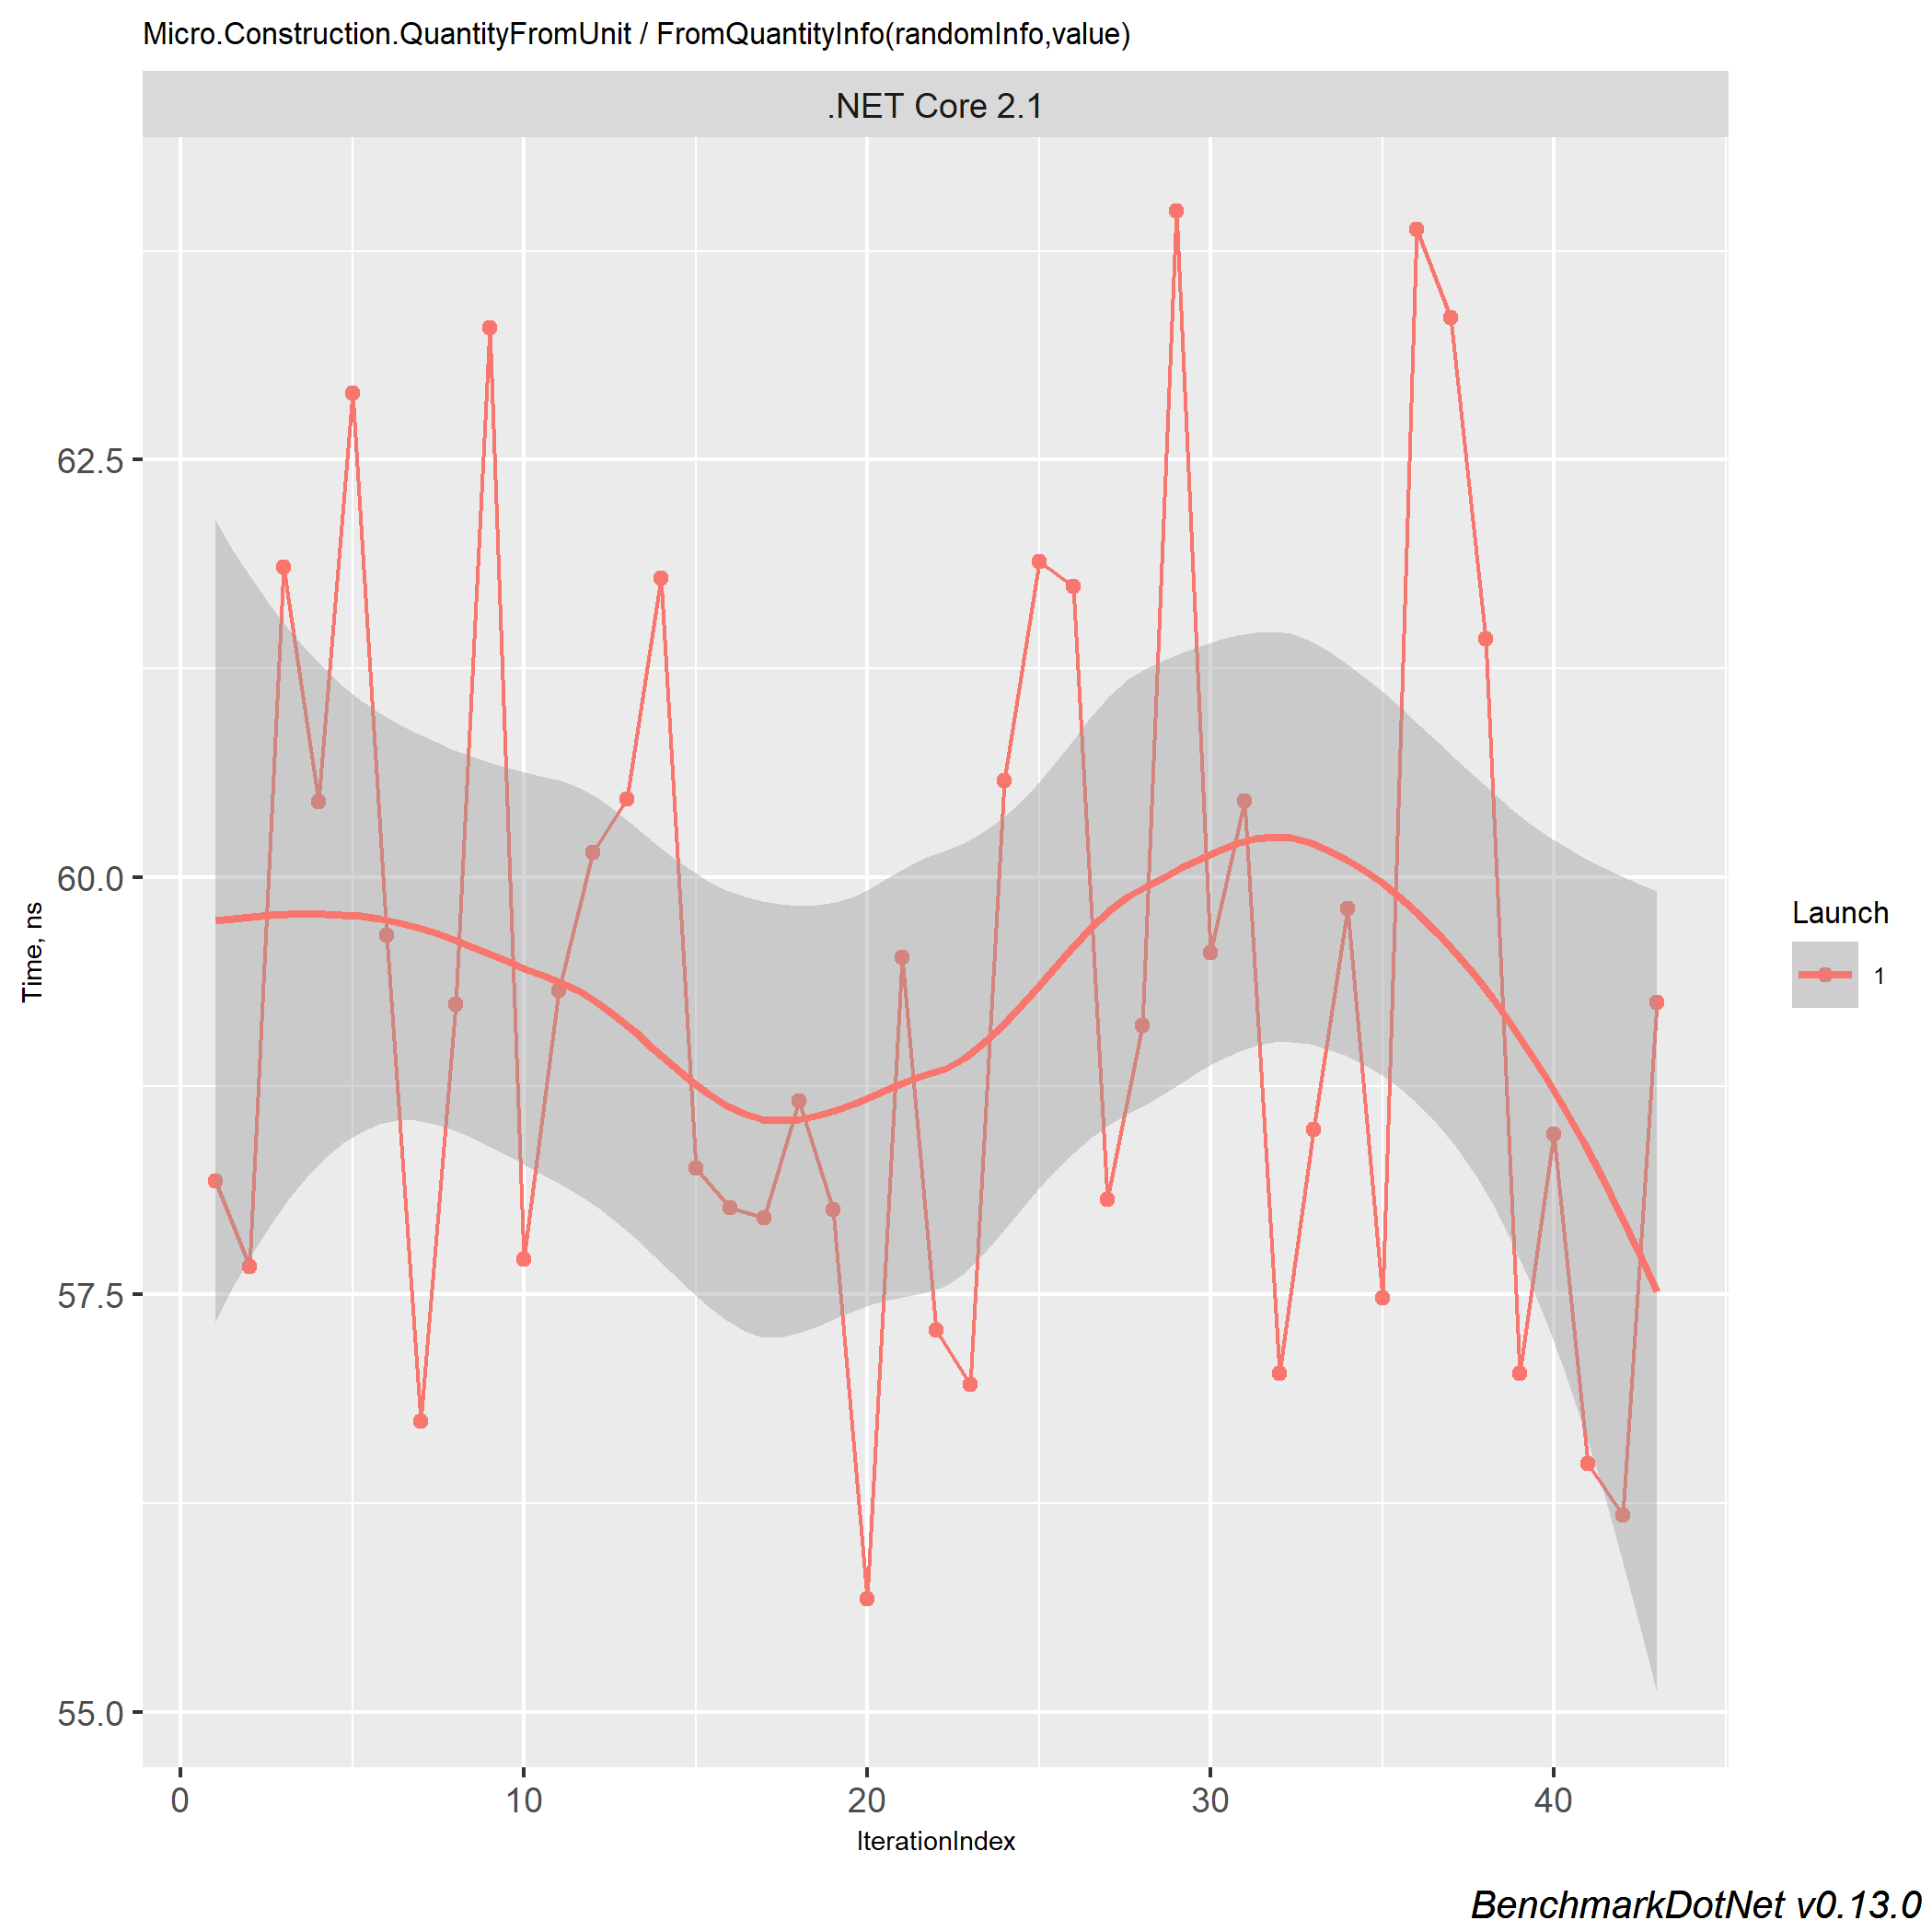 Micro.Construction.QuantityFromUnit / FromQuantityInfo(randomInfo,value)
.NET Core 2.1
62.5
60.0
57.5
55.0
Time, ns
0 10 20 30 40
IterationIndex
Launch
1
BenchmarkDotNet v0.13.0